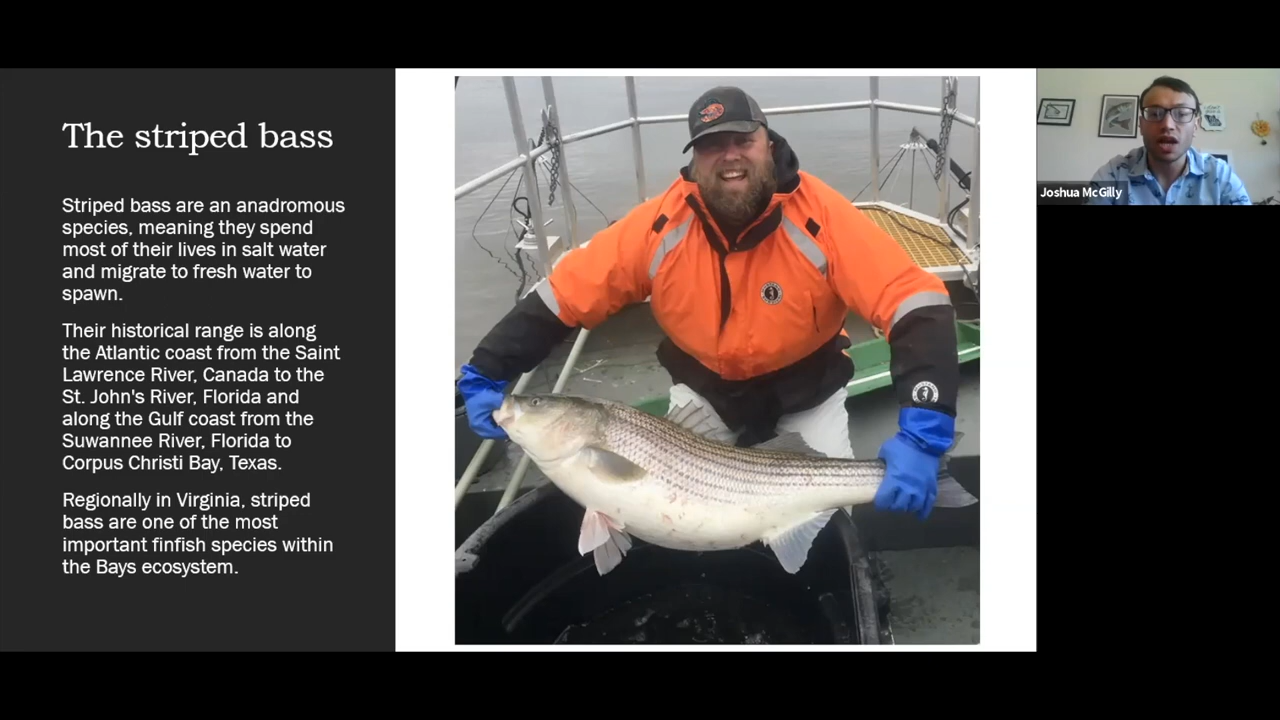 The striped bass
Striped bass are an anadromous
species, meaning they spend
most of their lives in salt water
and migrate to fresh water to
spawn.
Their historical range is along
the Atlantic coast from the Saint
Lawrence River, Canada to the
St. John's River, Florida and
along the Gulf coast from the
Suwannee River, Florida to
Corpus Christi Bay, Texas.
Regionally in Virginia, striped
bass are one of the most
important finfish species within
the Bays ecosystem.
Joshua McGilly